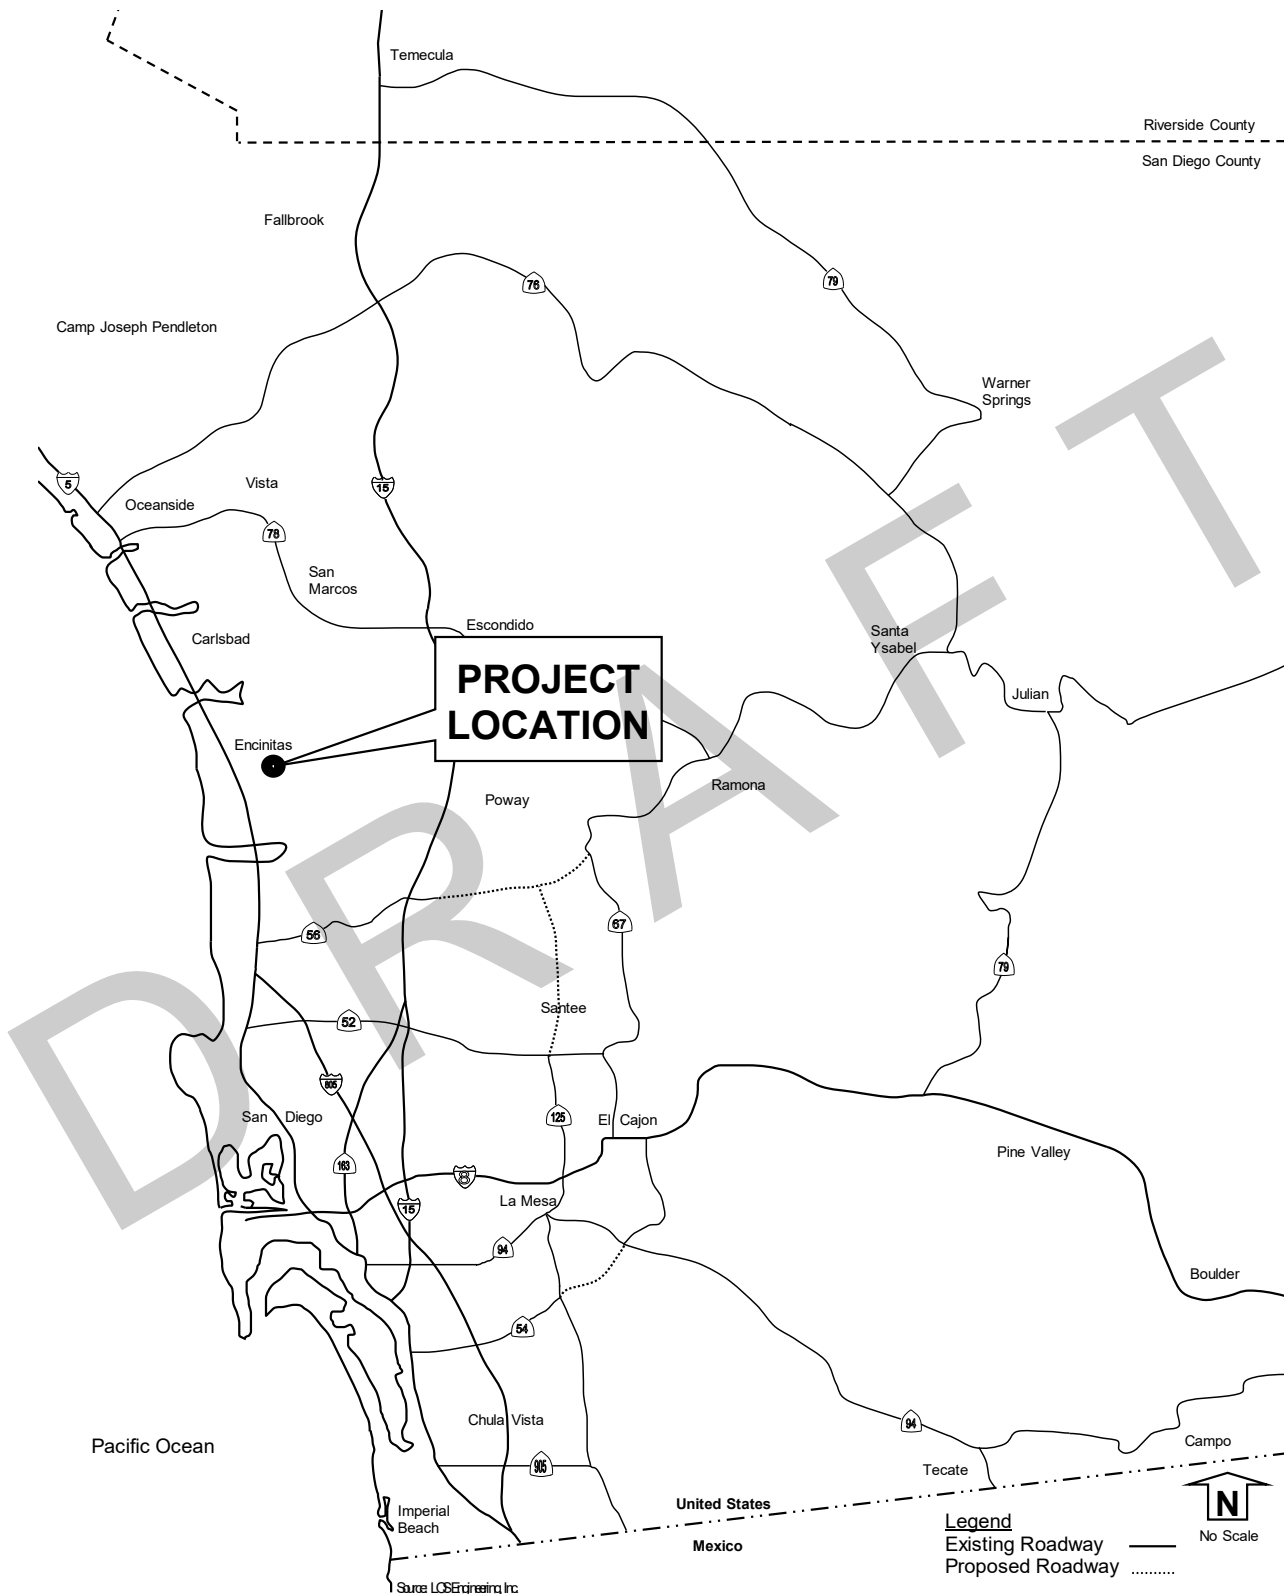 Temecula
Riverside County
San Diego County
Fallbrook
76
79
Camp Joseph Pendleton
Warner
Springs
5
Vista
15
Oceanside
78
San
Marcos
Escondido
Carlsbad
Santa
Ysabel
PROJECT
LOCATION
Julian
Encinitas
Ramona
Poway
DRAFT
56
67
79
Santee
52
805
San Diego
125
El Cajon
163
Pine Valley
8
La Mesa
15
94
Boulder
54
Chula Vista
94
Pacific Ocean
Campo
905
Tecate
Imperial
Beach
United States
Mexico
N
No Scale
Legend
Existing Roadway
Proposed Roadway
Source: LOS Engineering, Inc.